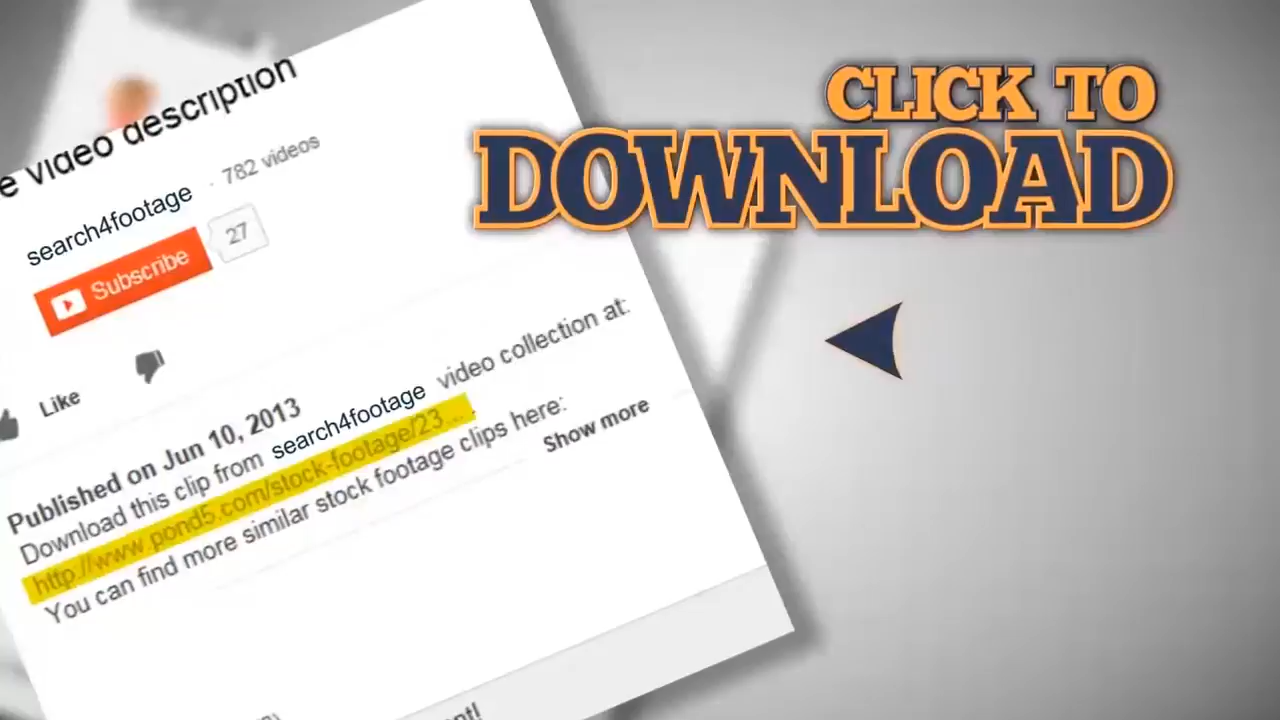 CLICK TO
DOWNLOAD
e video description
search4footage · 782 videos
Subscribe 27
Like
Published on Jun 10, 2013
Download this clip from search4footage video collection at:
http://www.pond5.com/stock-footage/23... .
You can find more similar stock footage clips here:
Show more